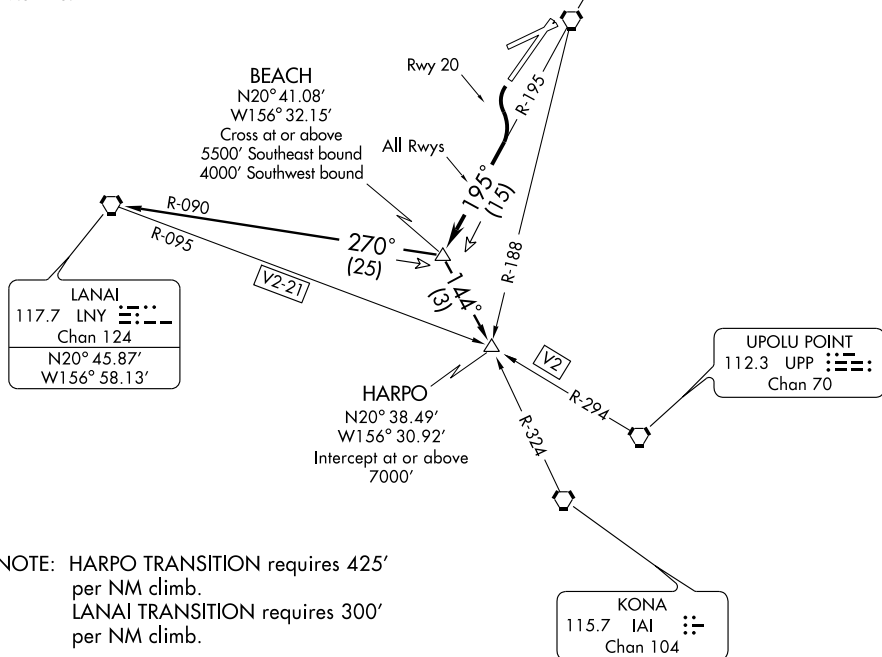 BEACH
N20° 41.08'
W156° 32.15'
Cross at or above
5500' Southeast bound
4000' Southwest bound
Rwy 20
All Rwys
R-195
195°
(15)
R-188
R-090
R-095
270°
(25)
V2-21
144°
(3)
LANAI
117.7 LNY
Chan 124
N20° 45.87'
W156° 58.13'
HARPO
N20° 38.49'
W156° 30.92'
Intercept at or above
7000'
V2
R-294
R-324
UPOLU POINT
112.3 UPP
Chan 70
KONA
115.7 IAI
Chan 104
NOTE: HARPO TRANSITION requires 425'
per NM climb.
LANAI TRANSITION requires 300'
per NM climb.